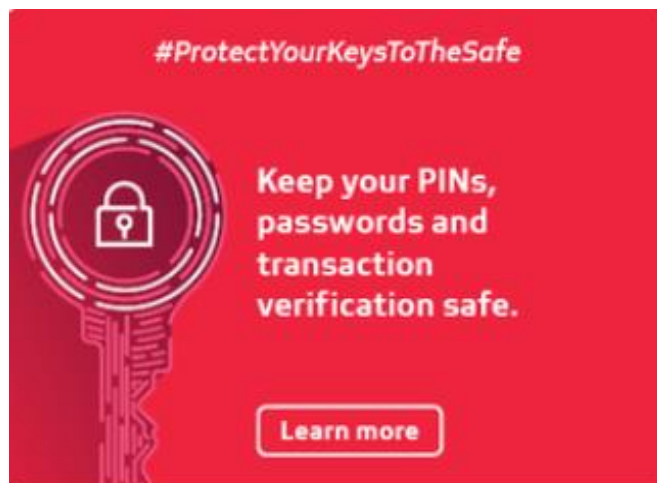 #ProtectYourKeysToTheSafe
Keep your PINs,
passwords and
transaction
verification safe.
Learn more